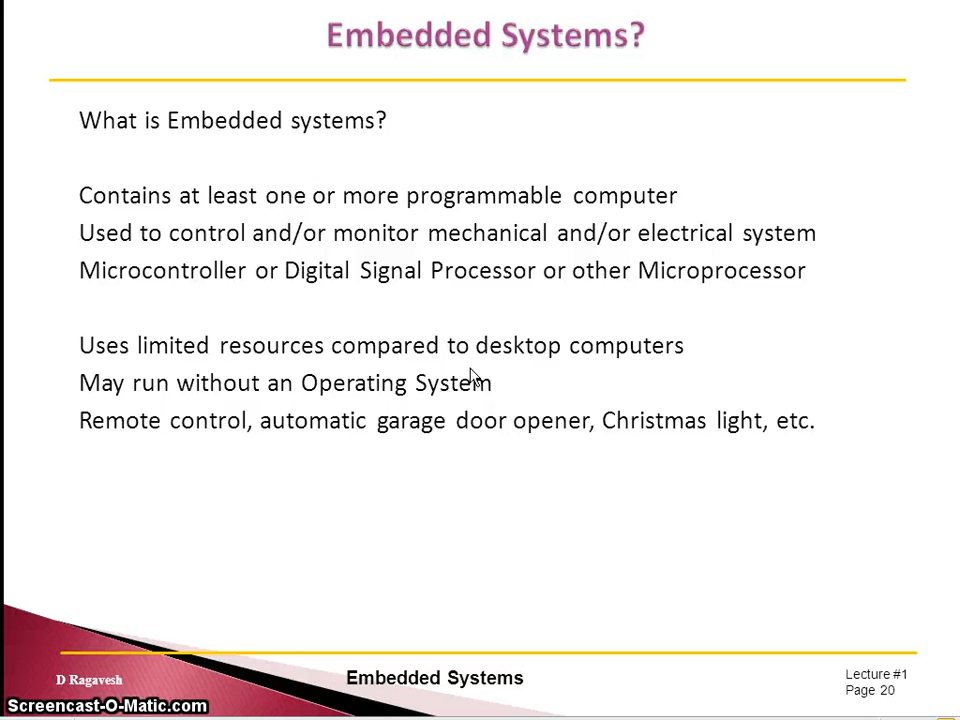 Embedded Systems?
What is Embedded systems?
Contains at least one or more programmable computer
Used to control and/or monitor mechanical and/or electrical system
Microcontroller or Digital Signal Processor or other Microprocessor
Uses limited resources compared to desktop computers
May run without an Operating System
Remote control, automatic garage door opener, Christmas light, etc.
D Ragavesh
Embedded Systems
Lecture #1
Page 20
Screencast-O-Matic.com